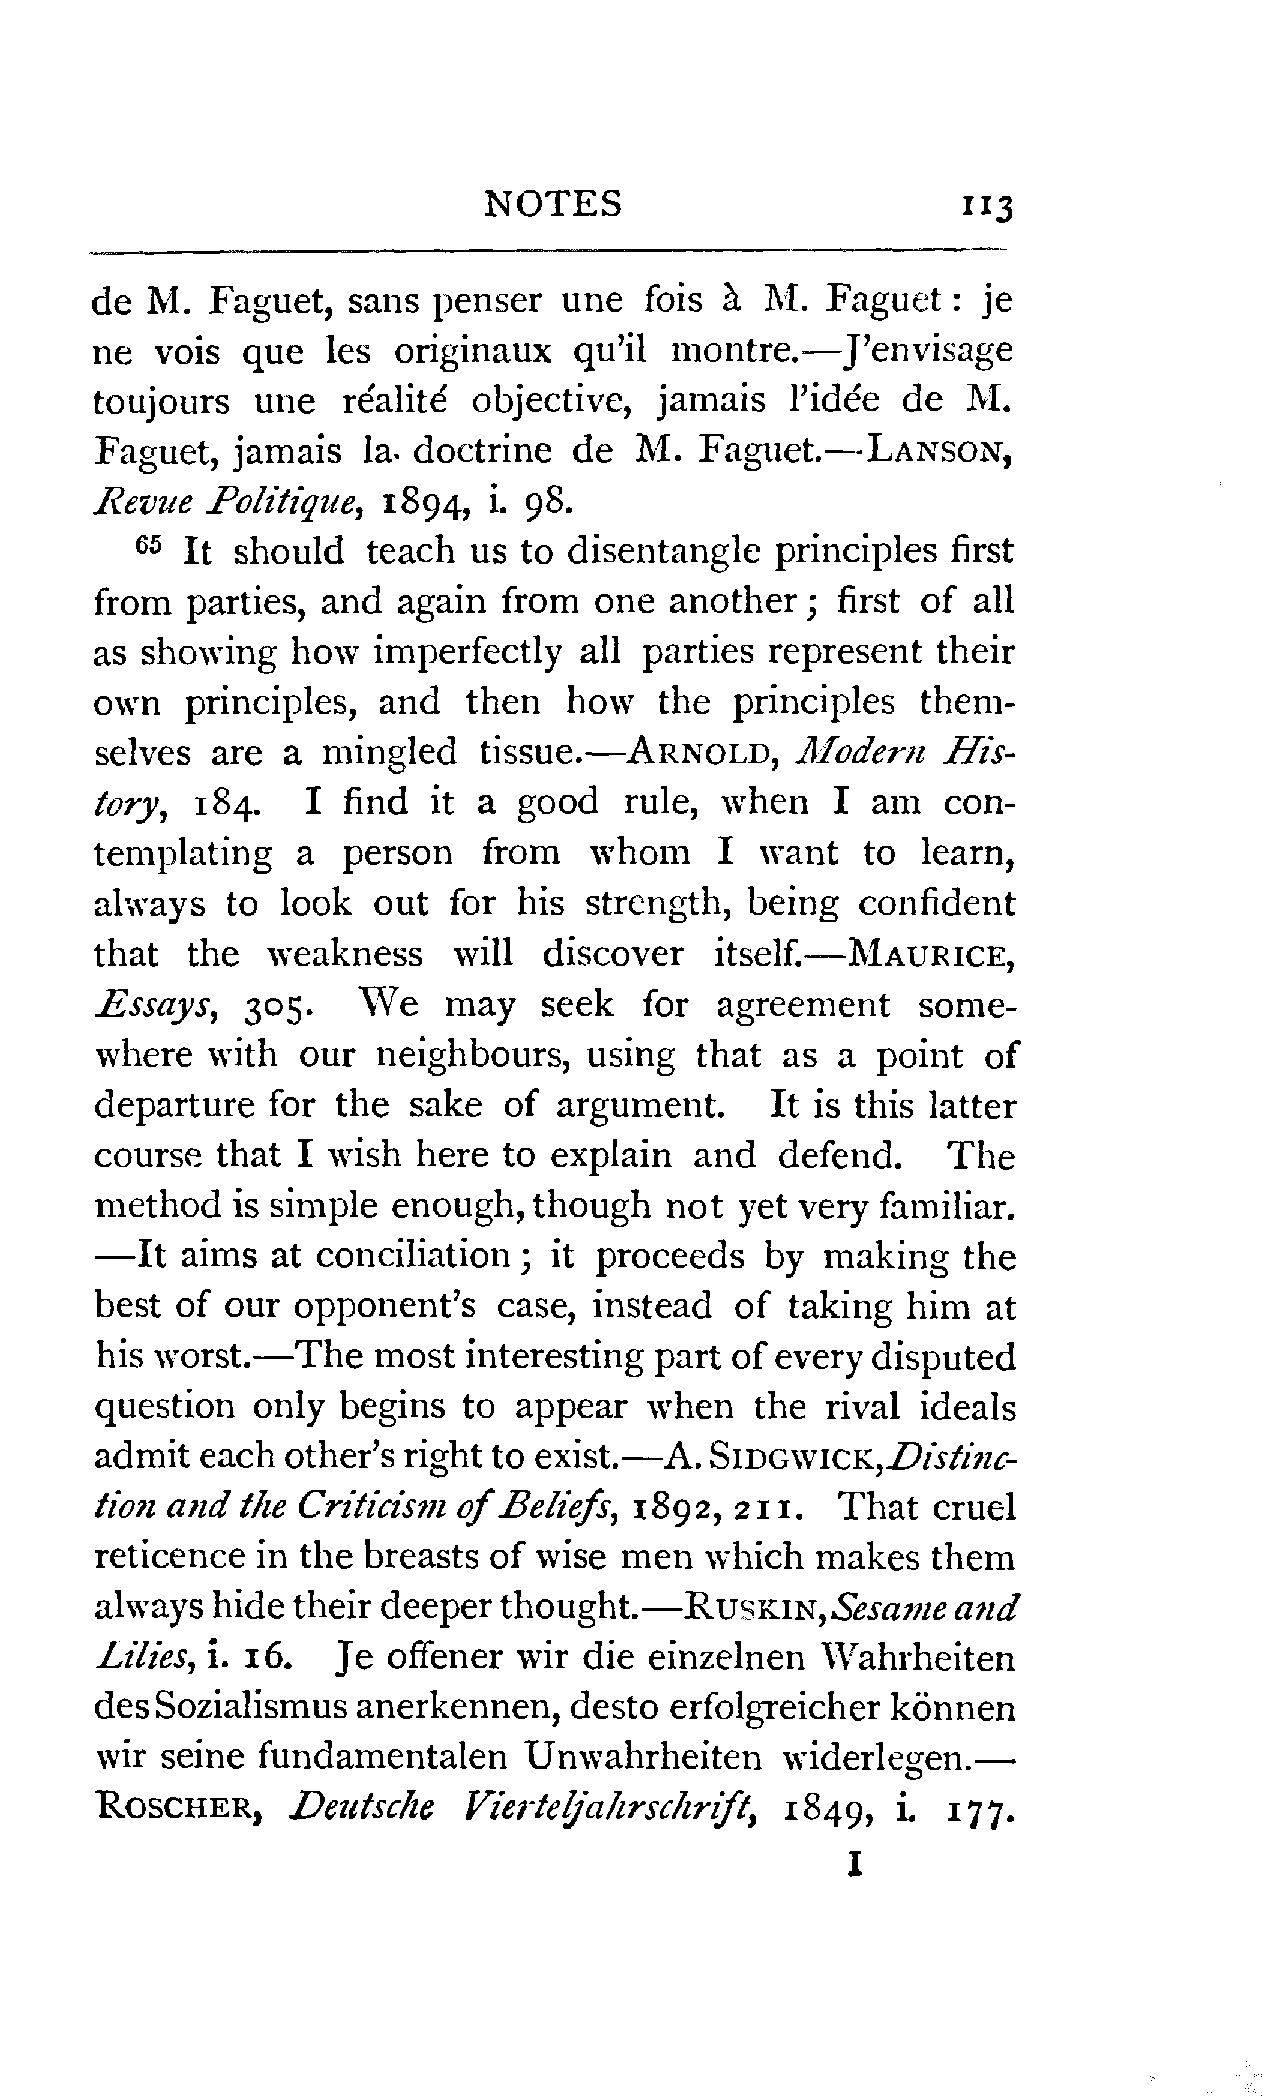 NOTES 113
de M. Faguet, sans penser une fois à M. Faguet : je
ne vois que les originaux qu'il montre.—J'envisage
toujours une réalité objective, jamais l'idée de M.
Faguet, jamais la doctrine de M. Faguet.—LANSON,
Revue Politique, 1894, i. 98.
65 It should teach us to disentangle principles first
from parties, and again from one another ; first of all
as showing how imperfectly all parties represent their
own principles, and then how the principles them-
selves are a mingled tissue.—ARNOLD, Modern His-
tory, 184. I find it a good rule, when I am con-
templating a person from whom I want to learn,
always to look out for his strength, being confident
that the weakness will discover itself.—MAURICE,
Essays, 305. We may seek for agreement some-
where with our neighbours, using that as a point of
departure for the sake of argument. It is this latter
course that I wish here to explain and defend. The
method is simple enough, though not yet very familiar.
—It aims at conciliation ; it proceeds by making the
best of our opponent's case, instead of taking him at
his worst.—The most interesting part of every disputed
question only begins to appear when the rival ideals
admit each other's right to exist.—A. SIDGWICK, Distinc-
tion and the Criticism of Beliefs, 1892, 211. That cruel
reticence in the breasts of wise men which makes them
always hide their deeper thought.—RUSKIN, Sesame and
Lilies, i. 16. Je offener wir die einzelnen Wahrheiten
des Sozialismus anerkennen, desto erfolgreicher können
wir seine fundamentalen Unwahrheiten widerlegen.—
ROSCHER, Deutsche Vierteljahrschrift, 1849, i. 177.
I